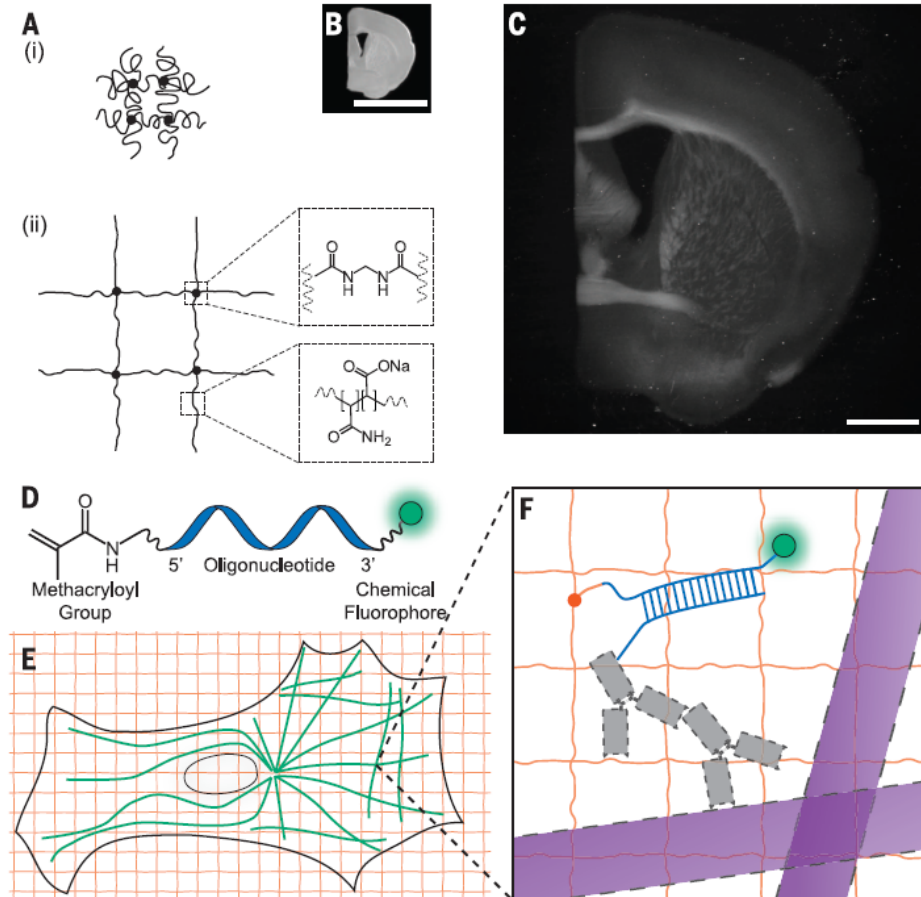 A
(i)
B
C
(ii)
O
O
N
H
N
H
O
ONa
O
NH2
D
O
N
H
5’
Oligonucleotide
3’
Methacryloyl
Group
Chemical
Fluorophore
E
F